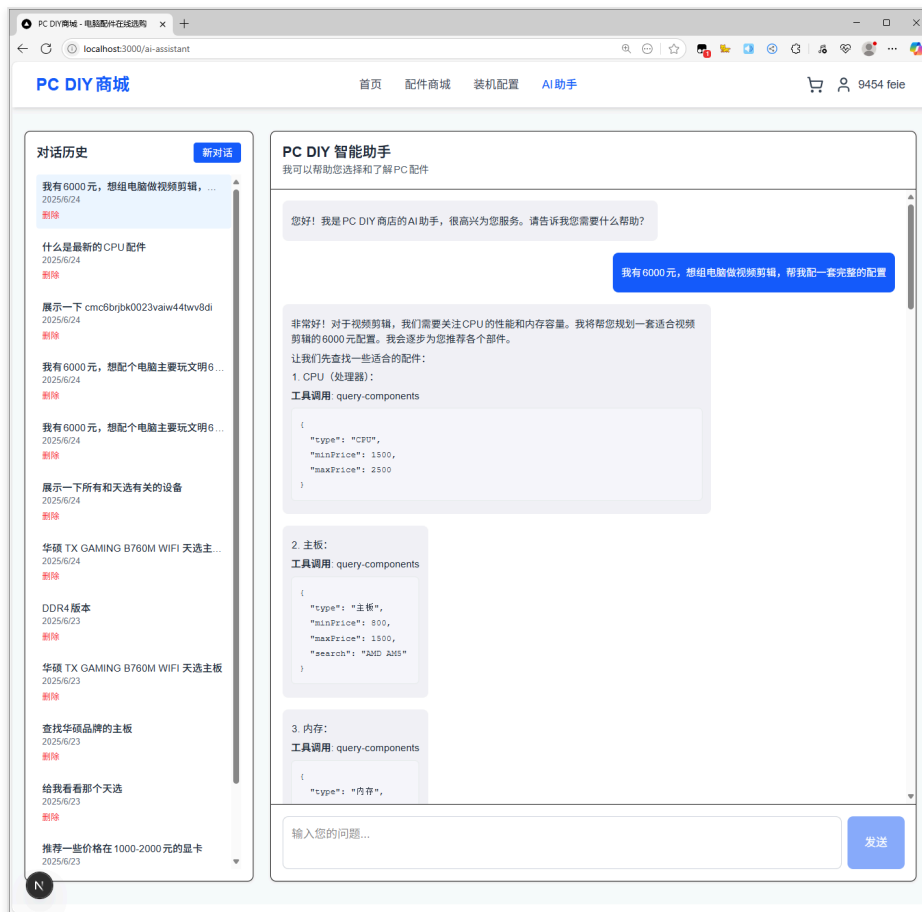 PC DIY商城 - 电脑配件在线选购
localhost:3000/ai-assistant
1
PC DIY商城
首页
配件商城
装机配置
AI助手
9454 feie
对话历史
新对话
我有6000元，想组电脑做视频剪辑，...
2025/6/24
删除
什么是最新的CPU配件
2025/6/24
删除
展示一下 cmc6brjbk0023vaiw44twv8di
2025/6/24
删除
我有6000元，想配个电脑主要玩文明6...
2025/6/24
删除
我有6000元，想配个电脑主要玩文明6...
2025/6/24
删除
展示一下所有和天选有关的设备
2025/6/24
删除
华硕 TX GAMING B760M WIFI 天选主...
2025/6/24
删除
DDR4版本
2025/6/23
删除
华硕 TX GAMING B760M WIFI 天选主板
2025/6/23
删除
查找华硕品牌的主板
2025/6/23
删除
给我看看那个天选
2025/6/23
删除
推荐一些价格在1000-2000元的显卡
2025/6/23
N
PC DIY 智能助手
我可以帮助您选择和了解PC配件
您好！我是PC DIY商店的AI助手，很高兴为您服务。请告诉我您需要什么帮助？
我有6000元，想组电脑做视频剪辑，帮我配一套完整的配置
非常好！对于视频剪辑，我们需要关注CPU的性能和内存容量。我将帮您规划一套适合视频
剪辑的6000元配置。我会逐步为您推荐各个部件。
让我们先查找一些适合的配件：
1. CPU（处理器）：
工具调用: query-components
{
"type": "CPU",
"minPrice": 1500,
"maxPrice": 2500
}
2. 主板：
工具调用: query-components
{
"type": "主板",
"minPrice": 800,
"maxPrice": 1500,
"search": "AMD AM5"
}
3. 内存：
工具调用: query-components
{
"type": "内存",
输入您的问题...
发送